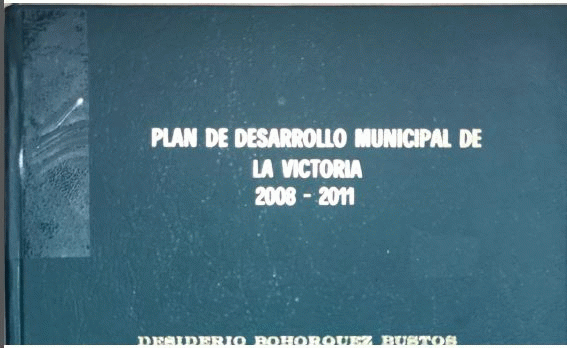 PLAN DE DESARROLLO MUNICIPAL DE
LA VICTORIA
2008 - 2011
DESIDERIO BOHORQUEZ BUSTOS